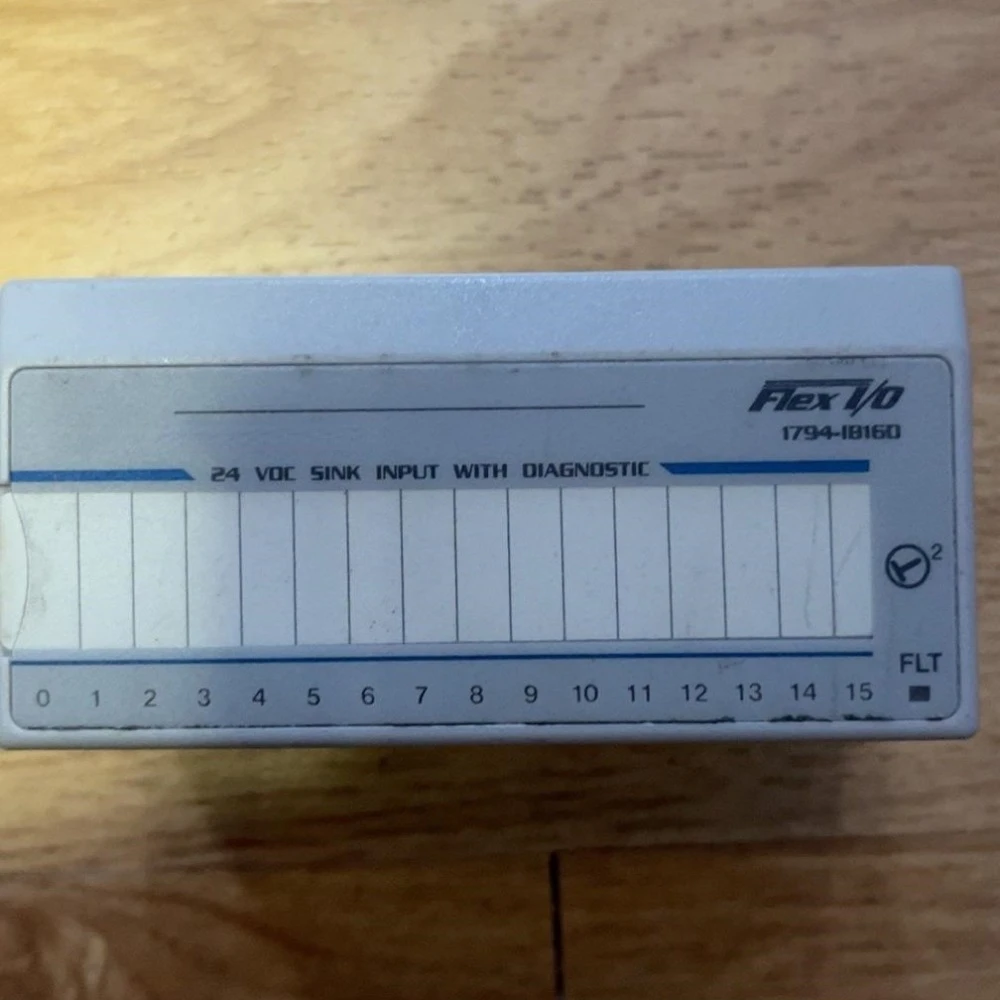 Flex I/O
1794-IB16D
24 VDC SINK INPUT WITH DIAGNOSTIC
2
FLT
0 1 2 3 4 5 6 7 8 9 10 11 12 13 14 15